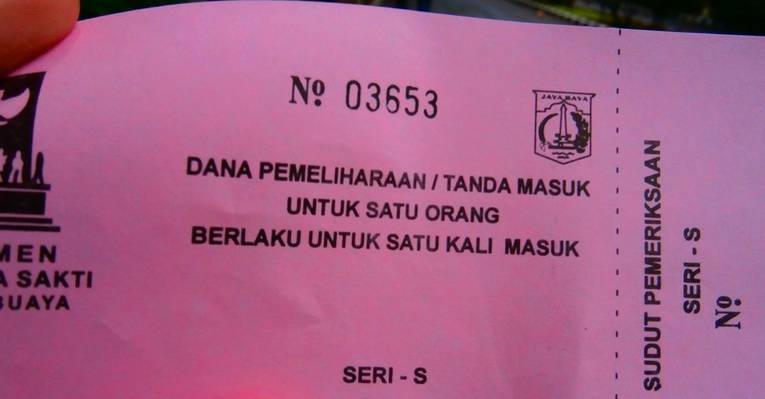 Nº 03653
JAYA RAYA
DANA PEMELIHARAAN / TANDA MASUK
UNTUK SATU ORANG
BERLAKU UNTUK SATU KALI MASUK
MEN
A SAKTI
BUAYA
SERI - S
SUDUT PEMERIKSAAN
SERI - S
Nº